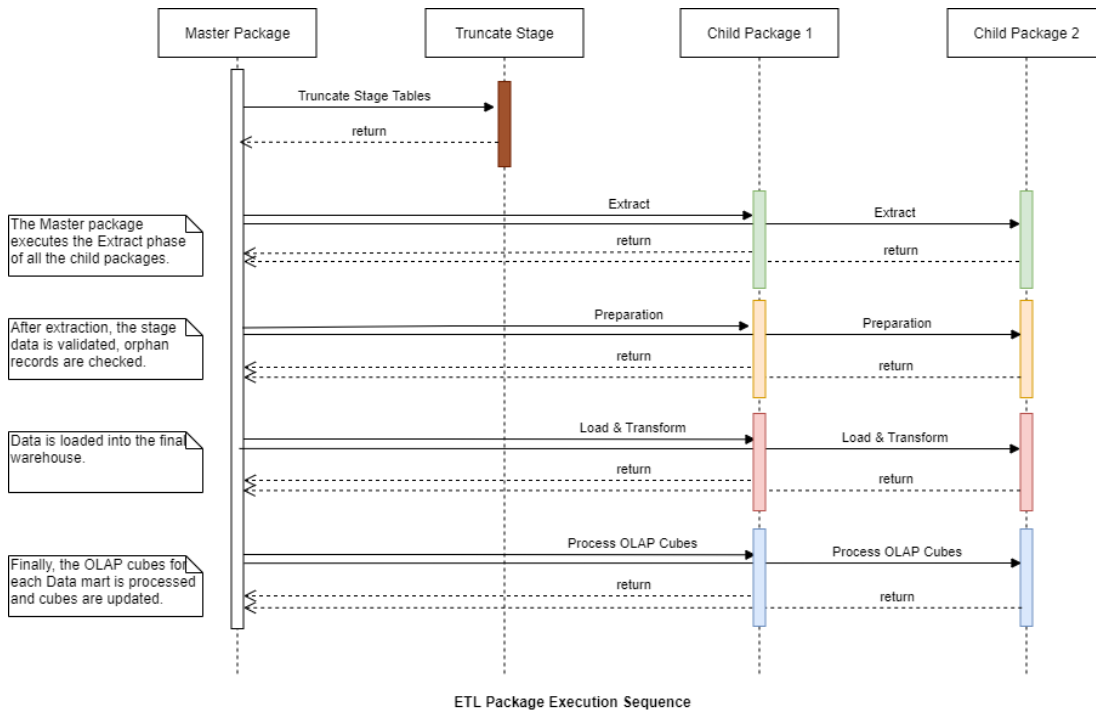 Master Package
Truncate Stage
Child Package 1
Child Package 2
Truncate Stage Tables
return
The Master package
executes the Extract phase
of all the child packages.
Extract
Extract
return
return
After extraction, the stage
data is validated, orphan
records are checked.
Preparation
Preparation
return
return
Data is loaded into the final
warehouse.
Load & Transform
Load & Transform
return
return
Finally, the OLAP cubes for
each Data mart is processed
and cubes are updated.
Process OLAP Cubes
Process OLAP Cubes
return
return
ETL Package Execution Sequence